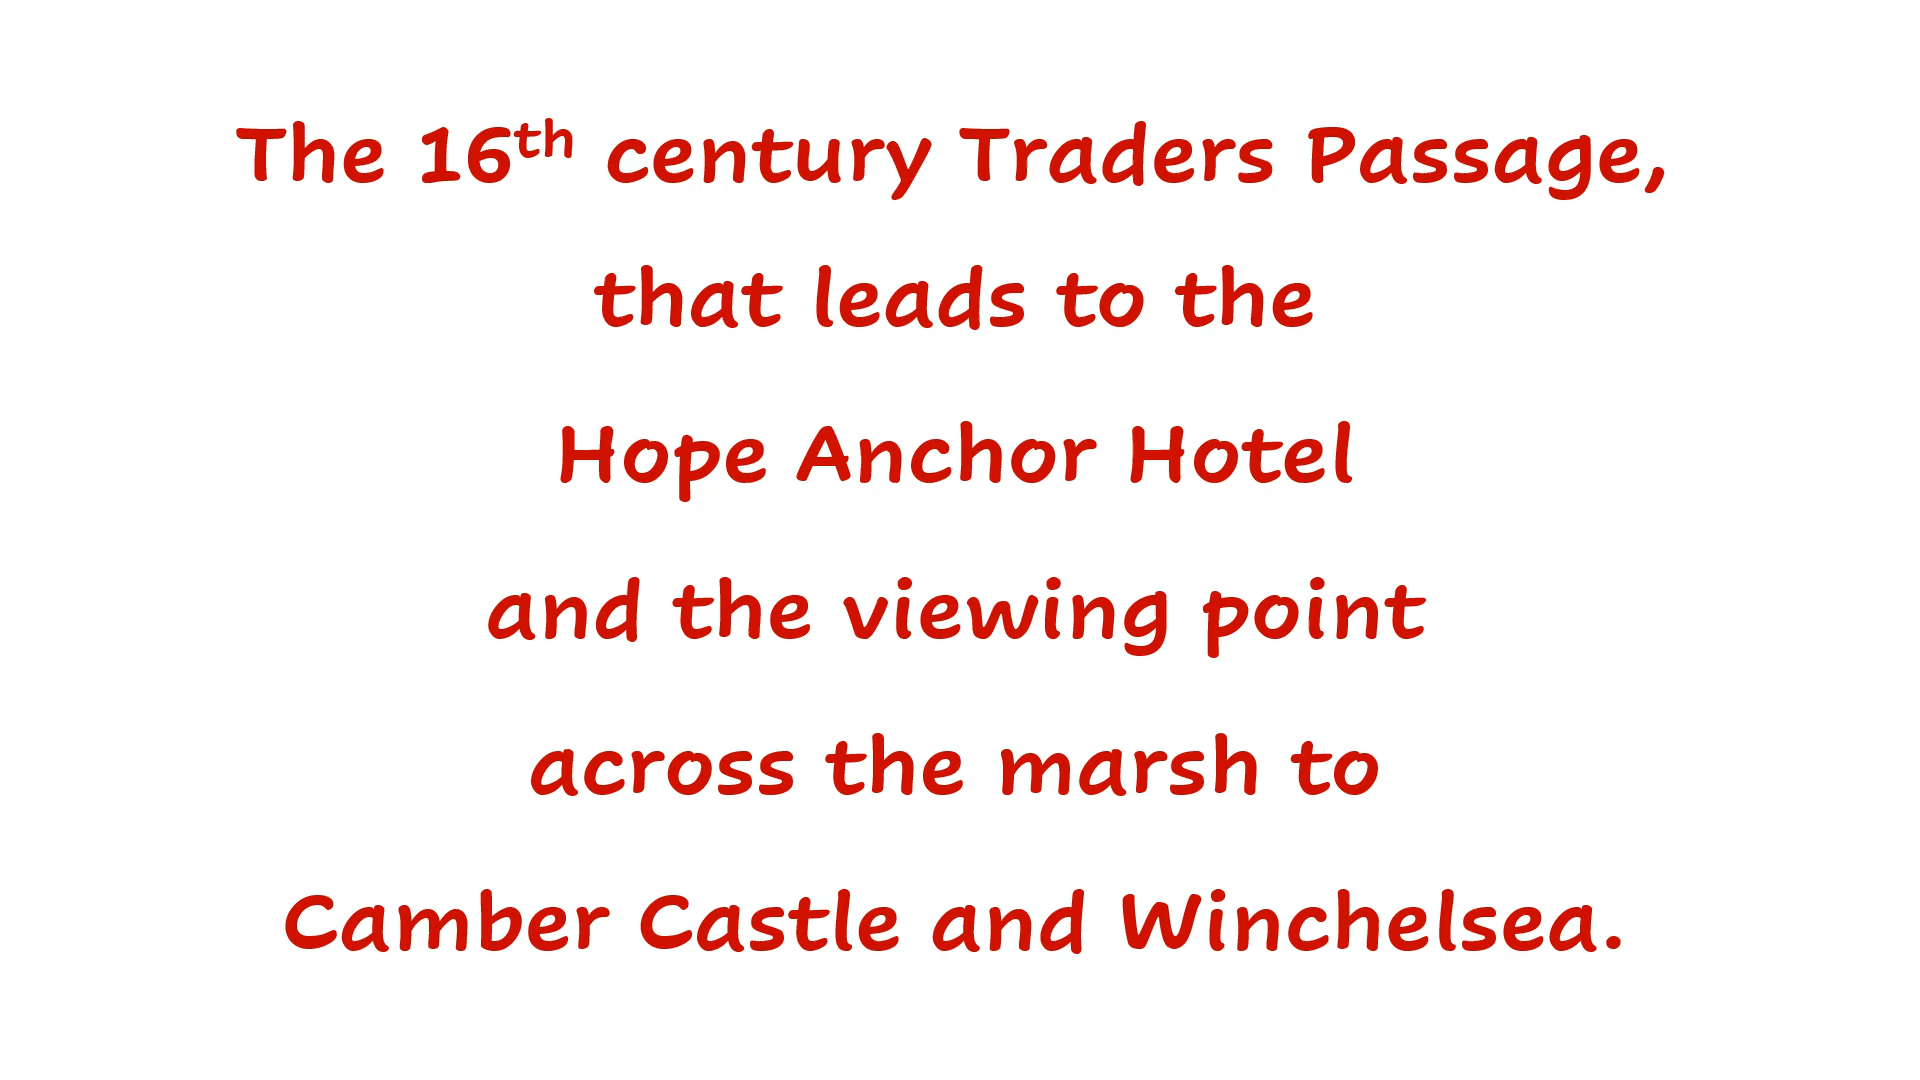 The 16th century Traders Passage,
that leads to the
Hope Anchor Hotel
and the viewing point
across the marsh to
Camber Castle and Winchelsea.